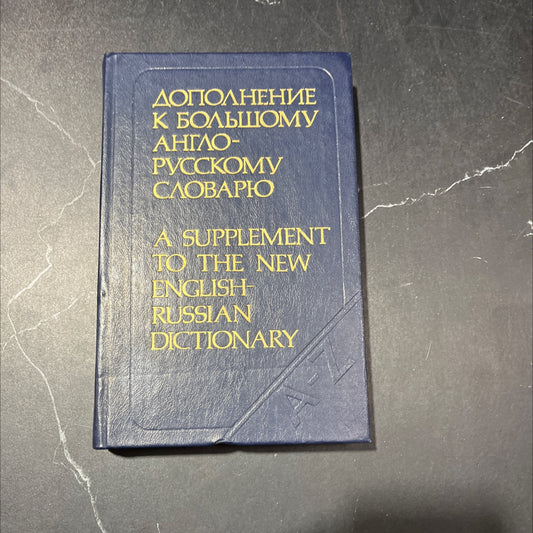 ДОПОЛНЕНИЕ
К БОЛЬШОМУ
АНГЛО-
РУССКОМУ
СЛОВАРЮ
A SUPPLEMENT
TO THE NEW
ENGLISH-
RUSSIAN
DICTIONARY
A-Z